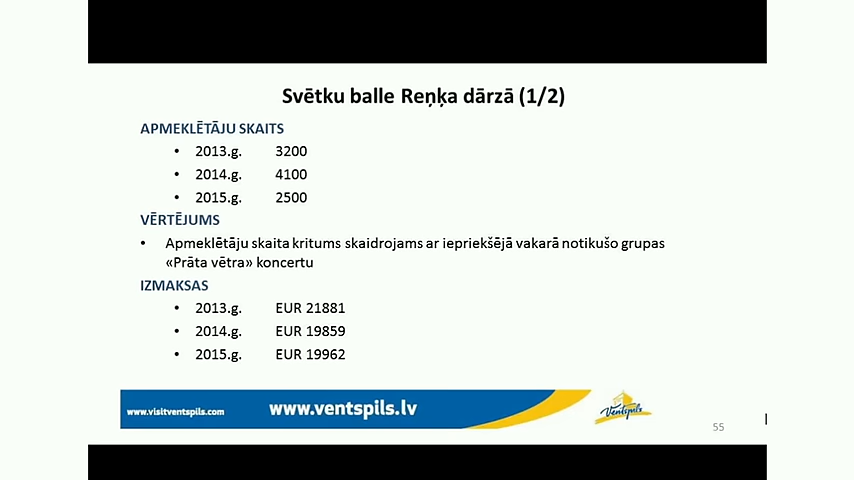 Svētku balle Reņķa dārzā (1/2)
APMEKLĒTĀJU SKAITS
• 2013.g. 3200
• 2014.g. 4100
• 2015.g. 2500
VĒRTĒJUMS
• Apmeklētāju skaita kritums skaidrojams ar iepriekšējā vakarā notikušo grupas
«Prāta vētra» koncertu
IZMAKSAS
• 2013.g. EUR 21881
• 2014.g. EUR 19859
• 2015.g. EUR 19962
www.visitventspils.com www.ventspils.lv Ventspils
55